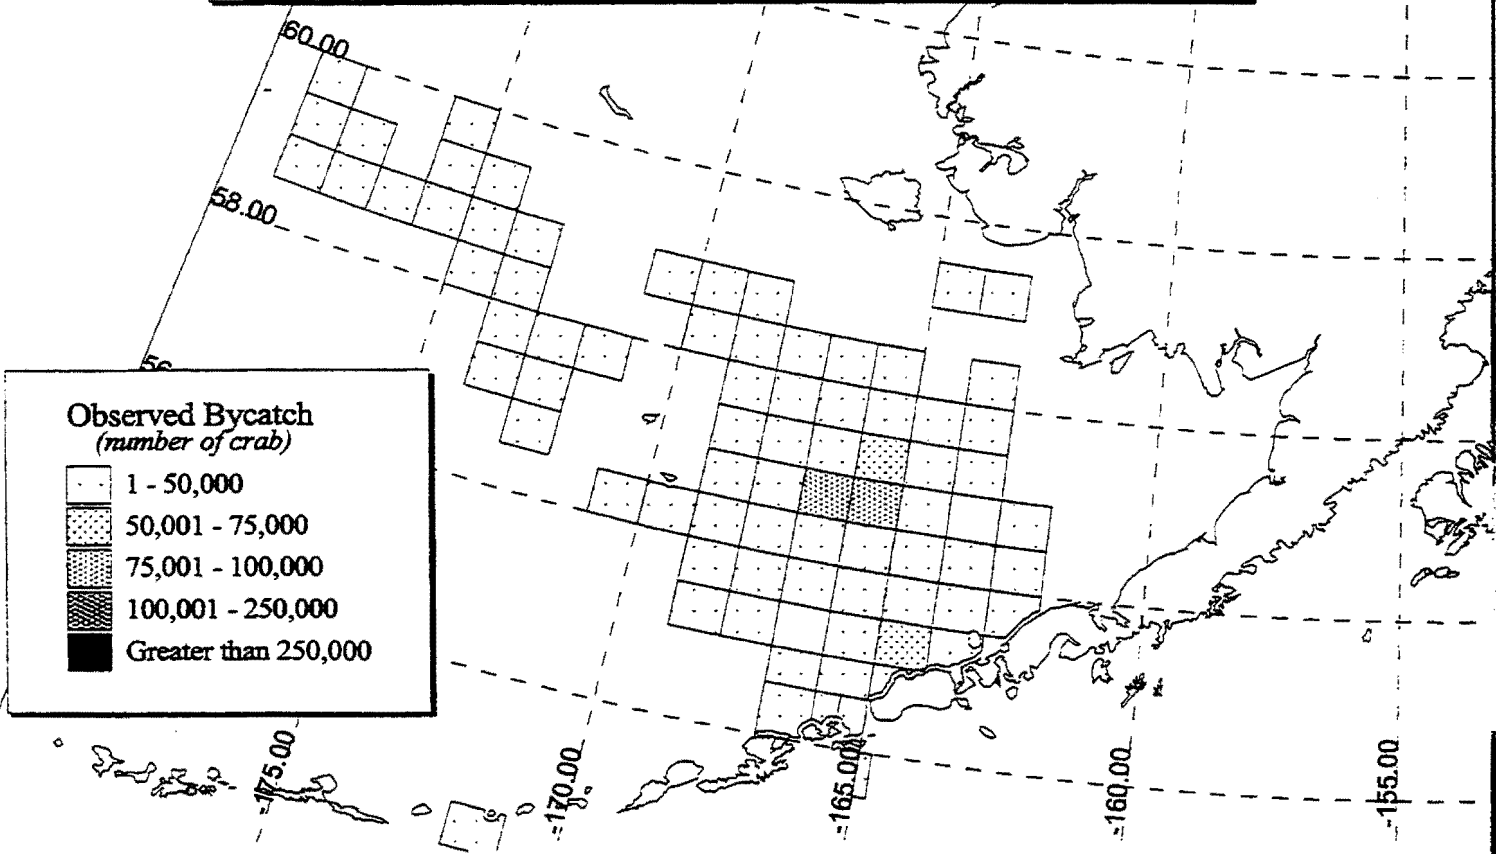 60.00
58.00
56
Observed Bycatch
(number of crab)
1 - 50,000
50,001 - 75,000
75,001 - 100,000
100,001 - 250,000
Greater than 250,000
-175.00
-170.00
-165.00
-160.00
-155.00